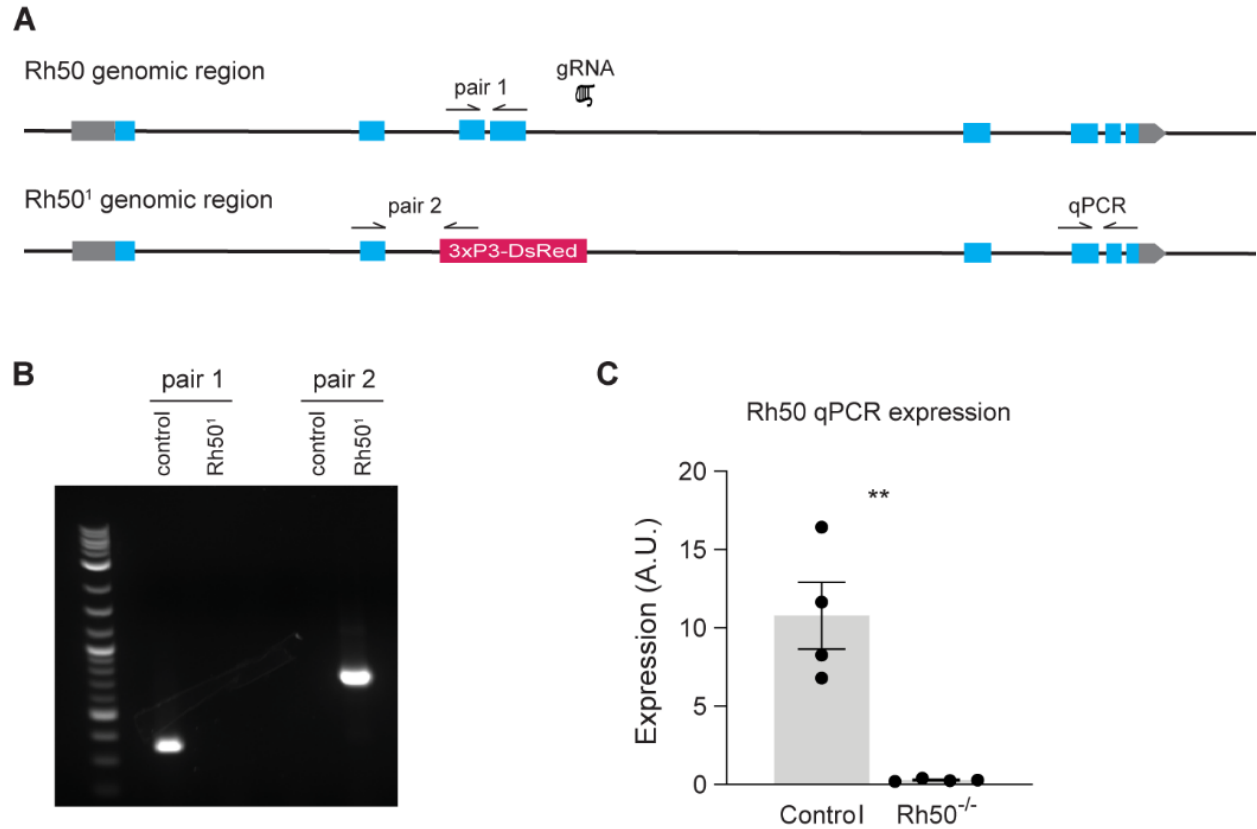 A
Rh50 genomic region
gRNA
pair 1
Rh50¹ genomic region
pair 2
qPCR
3xP3-DsRed
B
pair 1 pair 2
control
Rh50¹
control
Rh50¹
C
Rh50 qPCR expression
Expression (A.U.)
20
15
10
5
0
**
Control Rh50⁻/⁻